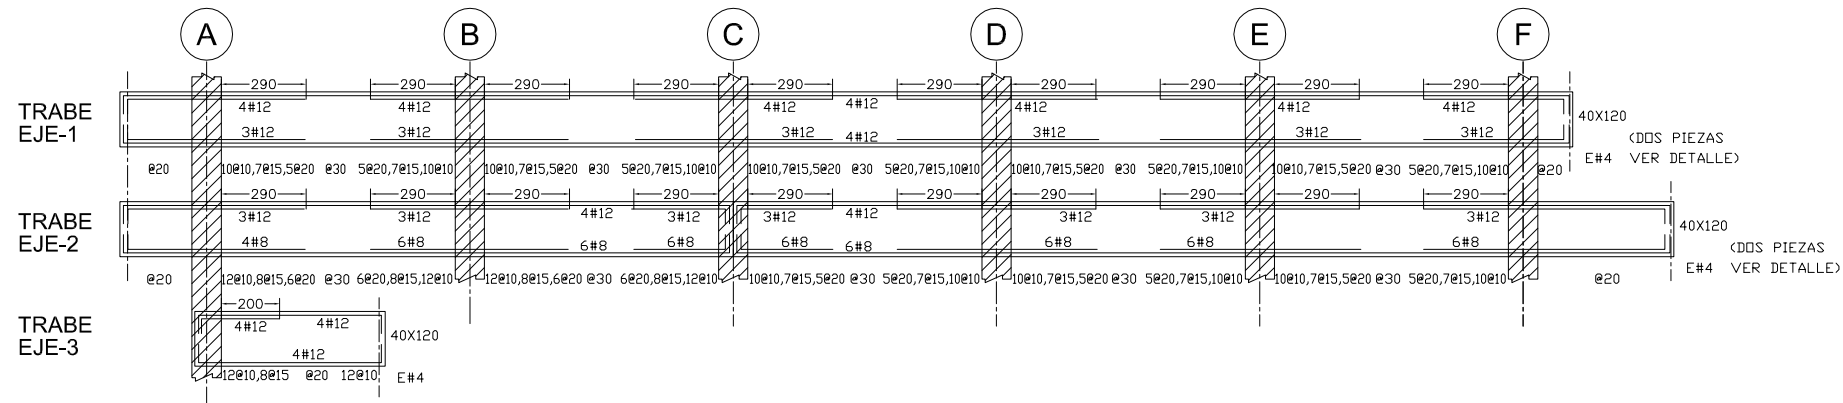 A B C D E F
290 290 290 290 290 290 290 290 290 290
TRABE
EJE-1
4#12 4#12 4#12 4#12 4#12 4#12 4#12
40X120
3#12 3#12 3#12 4#12 3#12 3#12 3#12
(DOS PIEZAS
E#4 VER DETALLE)
@20 10@10,7@15,5@20 @30 5@20,7@15,10@10 10@10,7@15,5@20 @30 5@20,7@15,10@10 10@10,7@15,5@20 @30 5@20,7@15,10@10 10@10,7@15,5@20 @30 5@20,7@15,10@10 10@10,7@15,5@20 @30 5@20,7@15,10@10 @20
290 290 290 290 290 290 290 290 290 290
TRABE
EJE-2
3#12 3#12 4#12 3#12 3#12 4#12 3#12 3#12 3#12
40X120
4#8 6#8 6#8 6#8 6#8 6#8 6#8 6#8 6#8
(DOS PIEZAS
E#4 VER DETALLE)
@20 12@10,8@15,6@20 @30 6@20,8@15,12@10 12@10,8@15,6@20 @30 6@20,8@15,12@10 10@10,7@15,5@20 @30 5@20,7@15,10@10 10@10,7@15,5@20 @30 5@20,7@15,10@10 10@10,7@15,5@20 @30 5@20,7@15,10@10 @20
200
TRABE
EJE-3
4#12 4#12
40X120
4#12
12@10,8@15 @20 12@10 E#4